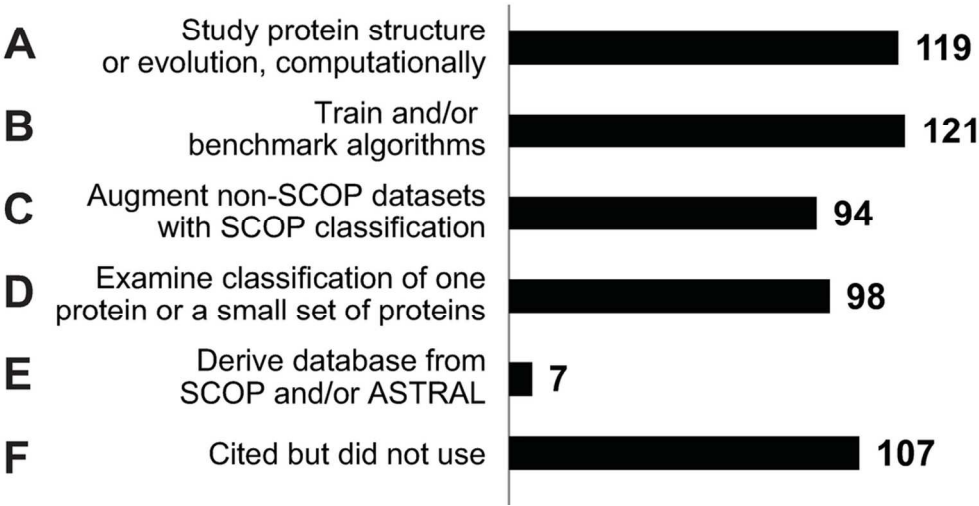 A
Study protein structure
or evolution, computationally
119
B
Train and/or
benchmark algorithms
121
C
Augment non-SCOP datasets
with SCOP classification
94
D
Examine classification of one
protein or a small set of proteins
98
E
Derive database from
SCOP and/or ASTRAL
7
F
Cited but did not use
107